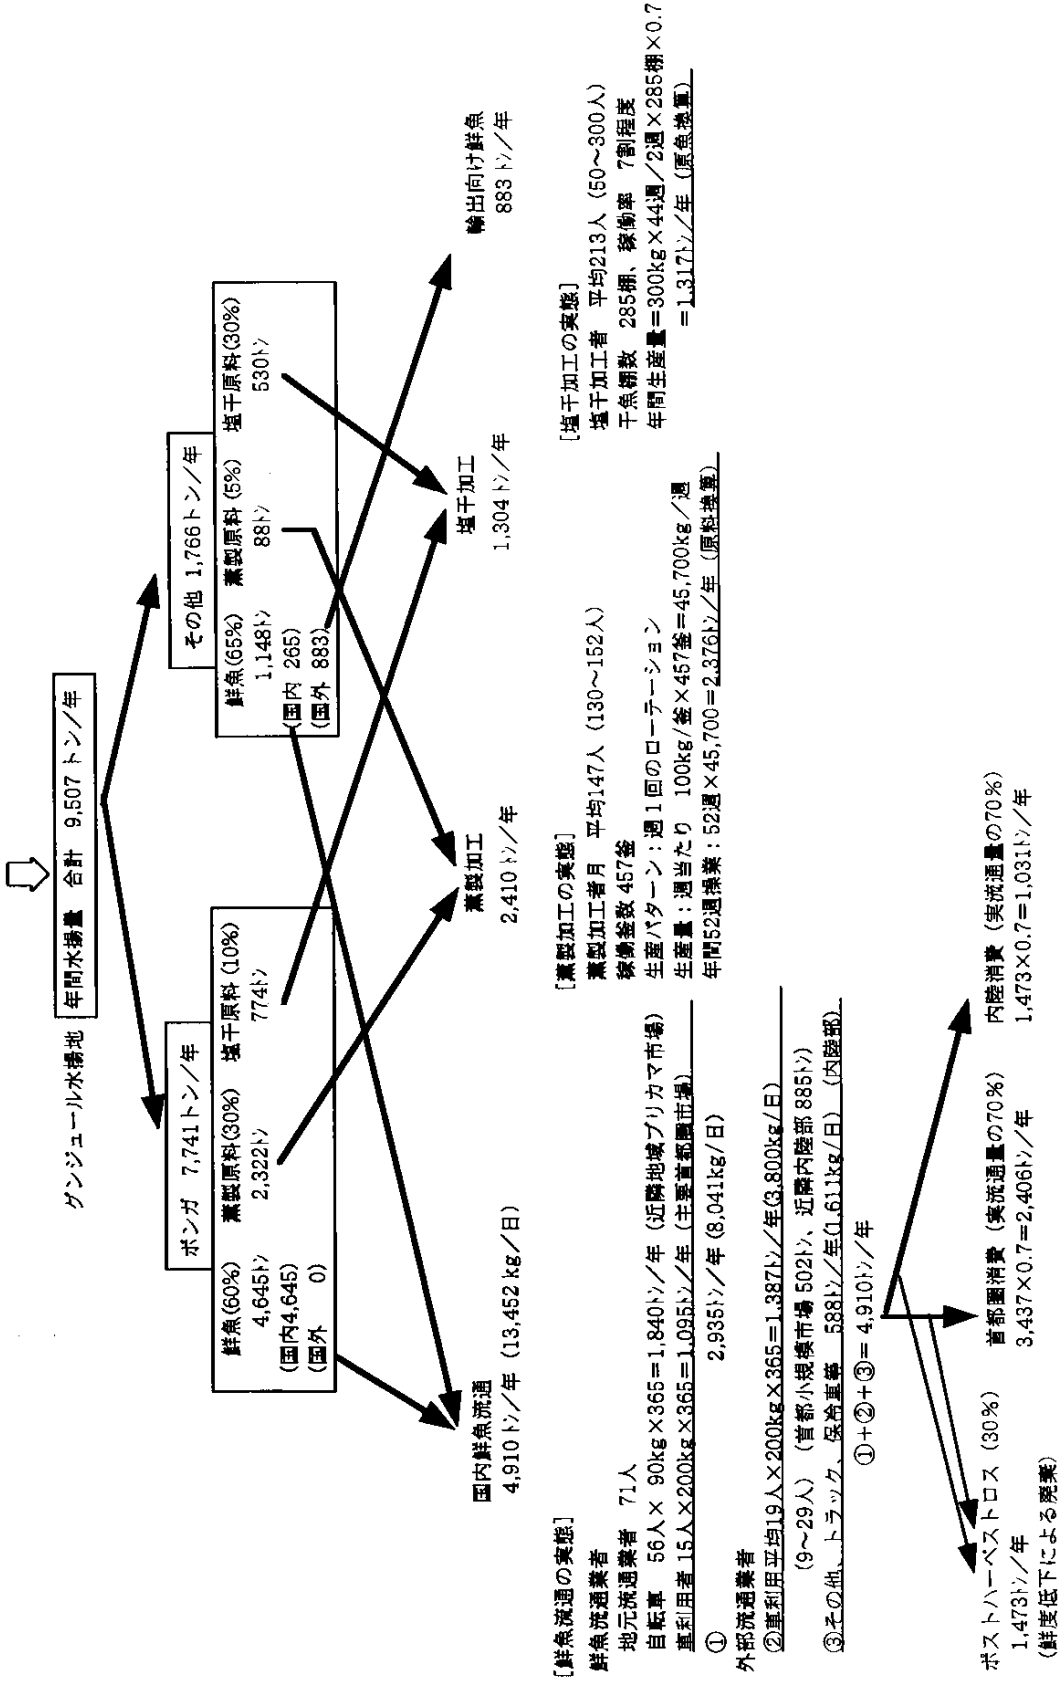 ゲンジュール水揚地
年間水揚量 合計 9,507 トン／年
ボンガ 7,741トン／年
鮮魚(60%) 薫製原料(30%) 塩干原料(10%)
4,645トン 2,322トン 774トン
(国内4,645)
(国外 0)
その他 1,766トン／年
鮮魚(65%) 薫製原料(5%) 塩干原料(30%)
1,148トン 88トン 530トン
(国内 265)
(国外 883)
国内鮮魚流通
4,910トン／年 (13,452kg／日)
薫製加工
2,410トン／年
塩干加工
1,304トン／年
輸出向け鮮魚
883トン／年
[鮮魚流通の実態]
鮮魚流通業者
地元流通業者 71人
自転車 56人× 90kg×365＝1,840トン／年 (近隣地域ブリカマ市場)
車利用者15人×200kg×365＝1,095トン／年 (主要首都圏市場)
① 2,935トン／年 (8,041kg／日)
外部流通業者
②車利用平均19人×200kg×365＝1,387トン／年(3,800kg／日)
(9～29人) (首都小規模市場 502トン、近隣内陸部 885トン)
③その他、トラック、保冷車等 588トン／年(1,611kg／日) (内陸部)
①＋②＋③＝4,910トン／年
ポストハーベストロス (30%)
1,473トン／年
(鮮度低下による廃棄)
首都圏消費 (実流通量の70%)
3,437×0.7＝2,406トン／年
内陸消費 (実流通量の70%)
1,473×0.7＝1,031トン／年
[薫製加工の実態]
薫製加工者月 平均147人 (130～152人)
稼働釜数 457釜
生産パターン：週1回のローテーション
生産量：週当たり 100kg/釜×457釜＝45,700kg／週
年間52週操業：52週×45,700＝2,376トン／年 (原料換算)
[塩干加工の実態]
塩干加工者 平均213人 (50～300人)
干魚棚数 285棚、稼働率 7割程度
年間生産量＝300kg×44週／2週×285棚×0.7
＝1,317トン／年 (原魚換算)